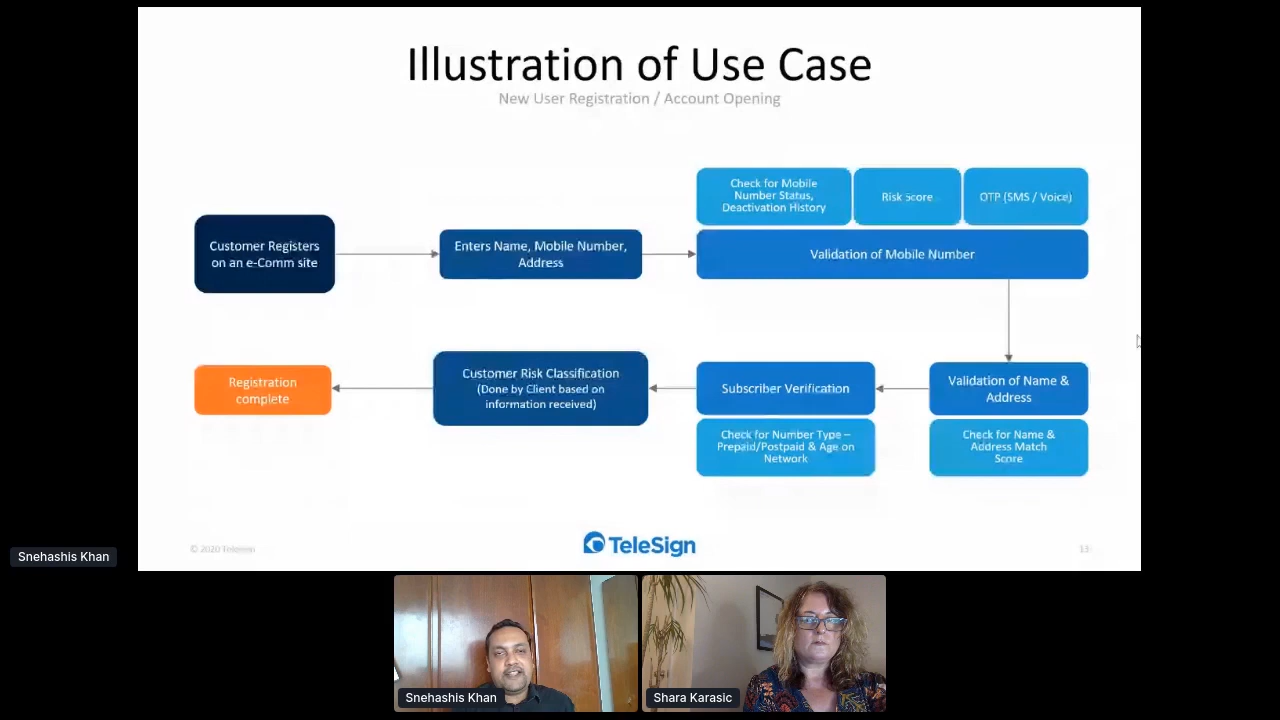 Illustration of Use Case
New User Registration / Account Opening
Customer Registers
on an e-Comm site
Enters Name, Mobile Number,
Address
Check for Mobile
Number Status,
Deactivation History
Risk Score
OTP (SMS / Voice)
Validation of Mobile Number
Registration
complete
Customer Risk Classification
(Done by Client based on
information received)
Subscriber Verification
Check for Number Type –
Prepaid/Postpaid & Age on
Network
Validation of Name &
Address
Check for Name &
Address Match
Score
© 2020 Telesign
TeleSign
13
Snehashis Khan
Snehashis Khan
Shara Karasic